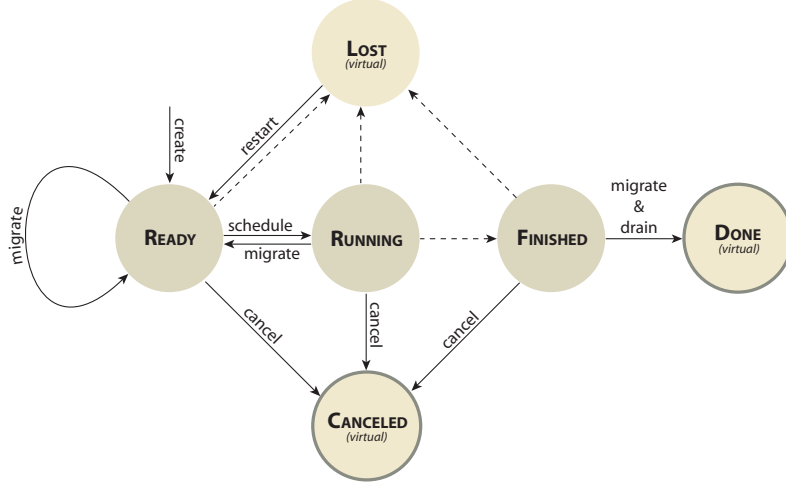 LOST
(virtual)
restart
create
migrate
READY
schedule
migrate
RUNNING
FINISHED
migrate
&
drain
DONE
(virtual)
cancel
cancel
cancel
CANCELED
(virtual)